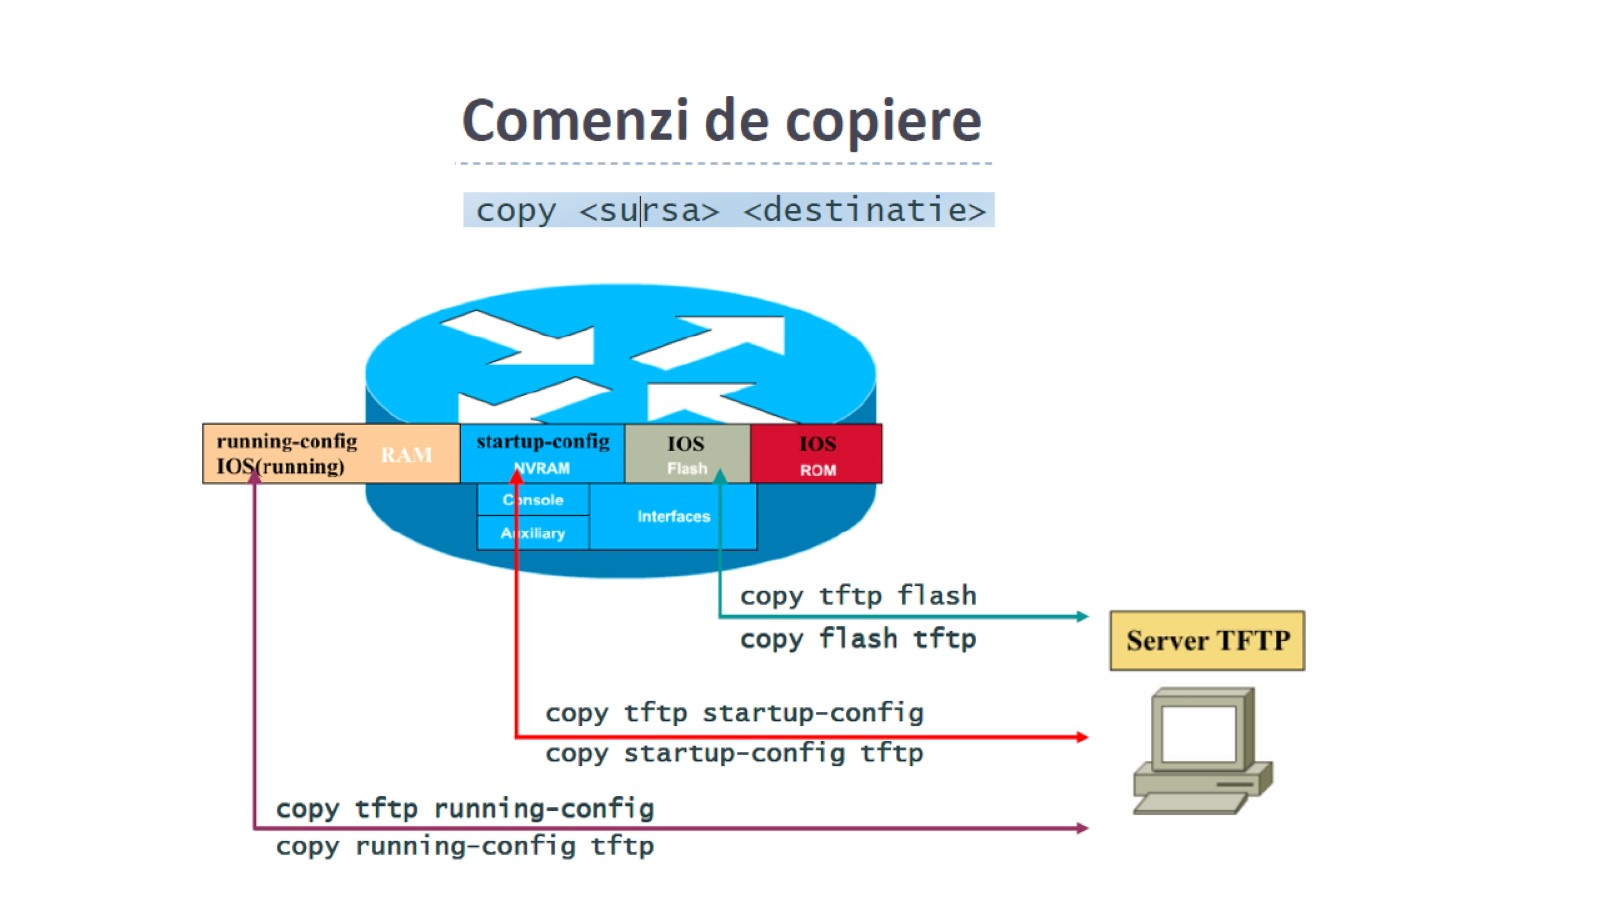 Comenzi de copiere
copy <sursa> <destinatie>
running-config
IOS(running)
RAM
startup-config
NVRAM
IOS
Flash
IOS
ROM
Console
Auxiliary
Interfaces
copy tftp flash
copy flash tftp
Server TFTP
copy tftp startup-config
copy startup-config tftp
copy tftp running-config
copy running-config tftp